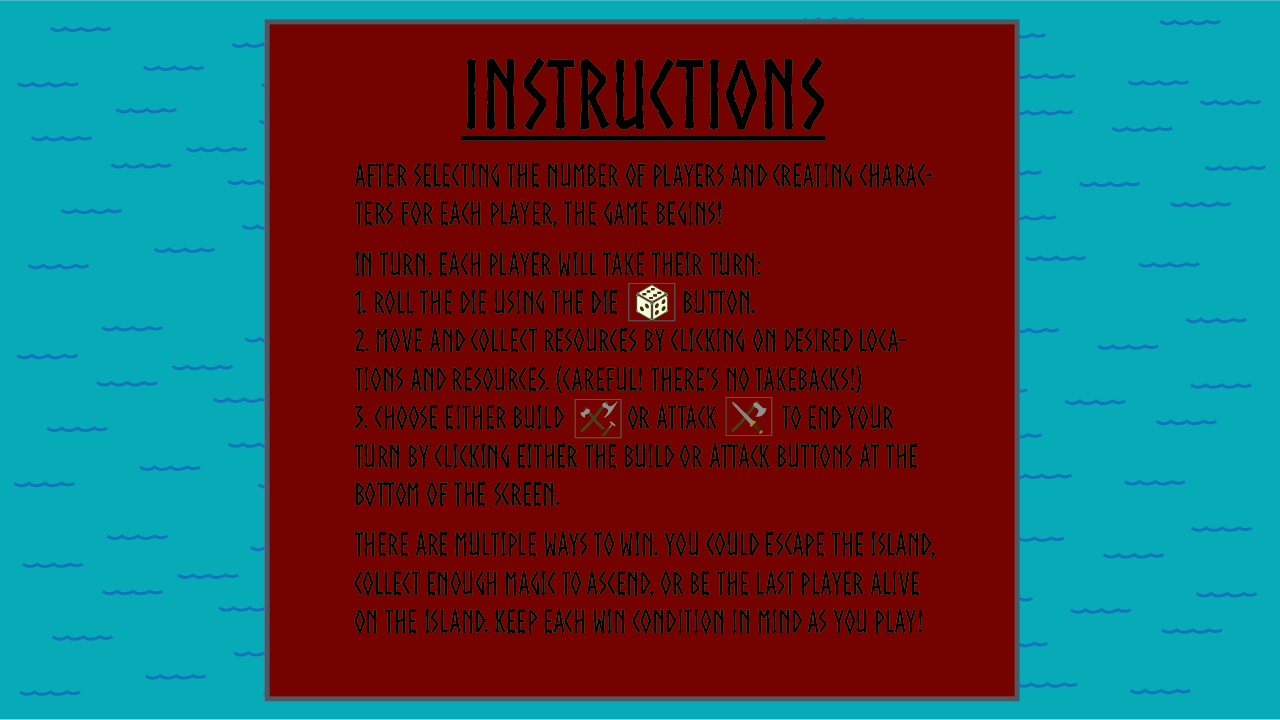 INSTRUCTIONS
AFTER SELECTING THE NUMBER OF PLAYERS AND CREATING CHARAC-
TERS FOR EACH PLAYER, THE GAME BEGINS!
IN TURN, EACH PLAYER WILL TAKE THEIR TURN:
1. ROLL THE DIE USING THE DIE BUTTON.
2. MOVE AND COLLECT RESOURCES BY CLICKING ON DESIRED LOCA-
TIONS AND RESOURCES. (CAREFUL! THERE'S NO TAKEBACKS!)
3. CHOOSE EITHER BUILD OR ATTACK TO END YOUR
TURN BY CLICKING EITHER THE BUILD OR ATTACK BUTTONS AT THE
BOTTOM OF THE SCREEN.
THERE ARE MULTIPLE WAYS TO WIN. YOU COULD ESCAPE THE ISLAND,
COLLECT ENOUGH MAGIC TO ASCEND, OR BE THE LAST PLAYER ALIVE
ON THE ISLAND. KEEP EACH WIN CONDITION IN MIND AS YOU PLAY!